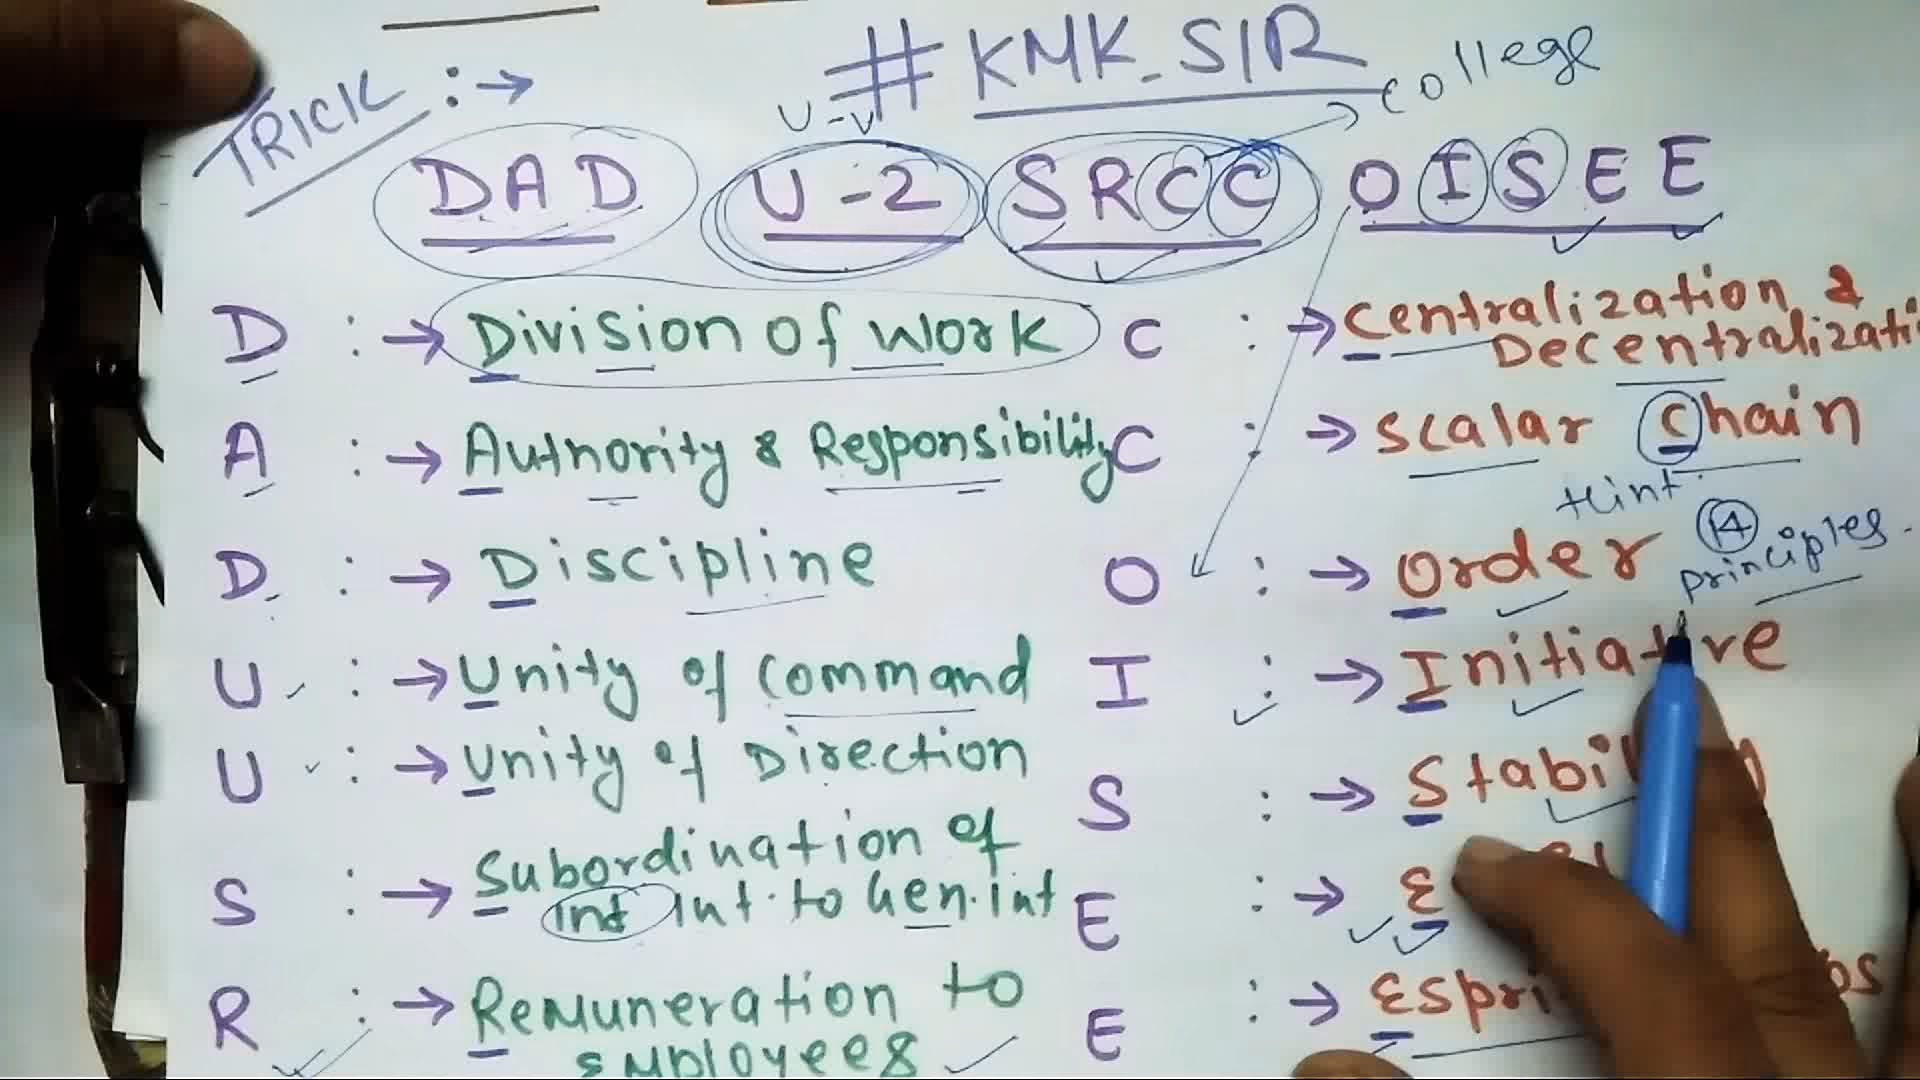 # KMK_SIR
TRICK :→
U-V
College
DAD U-2 SRCC OISEE
D :→ Division of work
A :→ Authority & Responsibility
D :→ Discipline
U :→ Unity of Command
U :→ Unity of Direction
S :→ Subordination of
Ind Int. to Gen. int
R :→ Remuneration to
Employees
C :→ Centralization &
Decentralizati
C :→ Scalar Chain
Hint.
14
principles.
O :→ Order
I :→ Initiative
S :→ Stabi
E :→ E
E :→ Espri